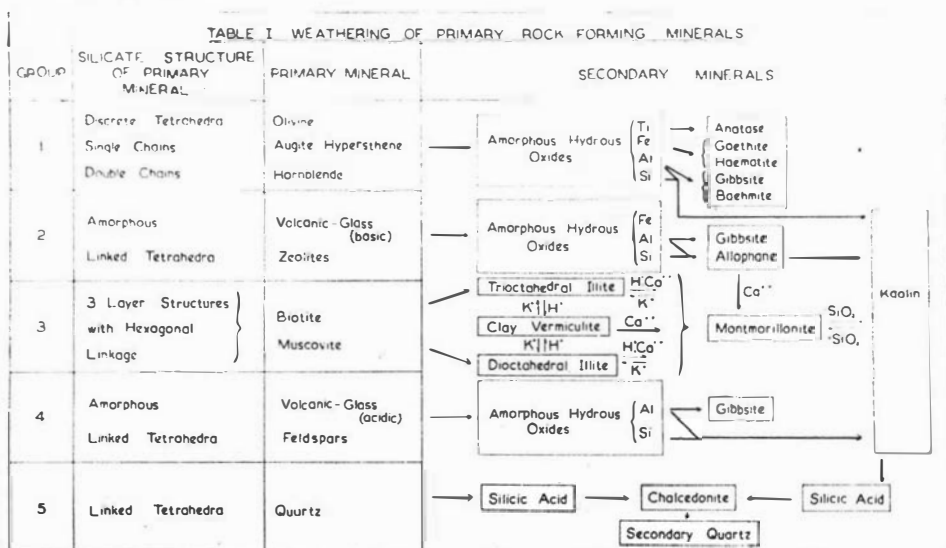 TABLE I WEATHERING OF PRIMARY ROCK FORMING MINERALS
GROUP
SILICATE STRUCTURE
OF PRIMARY
MINERAL
PRIMARY MINERAL
SECONDARY MINERALS
1
Discrete Tetrahedra
Single Chains
Double Chains
Olivine
Augite Hypersthene
Hornblende
Amorphous Hydrous
Oxides
Ti
Fe
Al
Si
Anatase
Goethite
Haematite
Gibbsite
Boehmite
2
Amorphous
Linked Tetrahedra
Volcanic-Glass
(basic)
Zeolites
Amorphous Hydrous
Oxides
Fe
Al
Si
Gibbsite
Allophane
Ca··
Kaolin
3
3 Layer Structures
with Hexagonal
Linkage
Biotite
Muscovite
Trioctahedral Illite
H·Ca··
K·
K·H·
Clay Vermiculite
Ca··
K·H·
Dioctahedral Illite
H·Ca··
K·
Montmorillonite
SiO₂
-SiO₂
4
Amorphous
Linked Tetrahedra
Volcanic-Glass
(acidic)
Feldspars
Amorphous Hydrous
Oxides
Al
Si
Gibbsite
5
Linked Tetrahedra
Quartz
Silicic Acid
Chalcedonite
Silicic Acid
Secondary Quartz